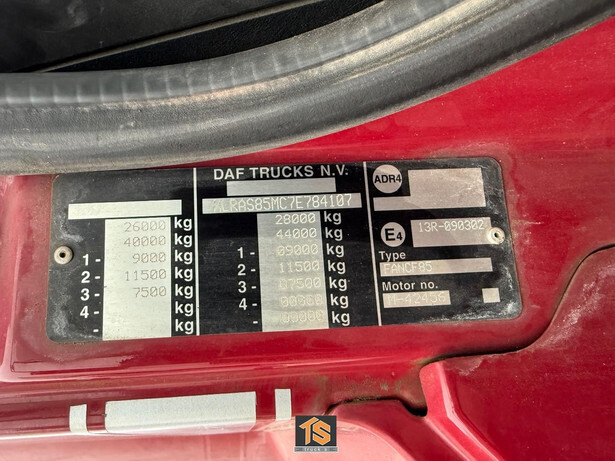 DAF TRUCKS N.V.
XLRAS85MC7E784107
26000 kg
40000 kg
1- 9000 kg
2- 11500 kg
3- 7500 kg
4- kg
- kg
28000 kg
44000 kg
1- 09000 kg
2- 11500 kg
3- 07500 kg
4- kg
- kg
ADR4
E4 13R-090302
Type
FANCF85
Motor no.
TS